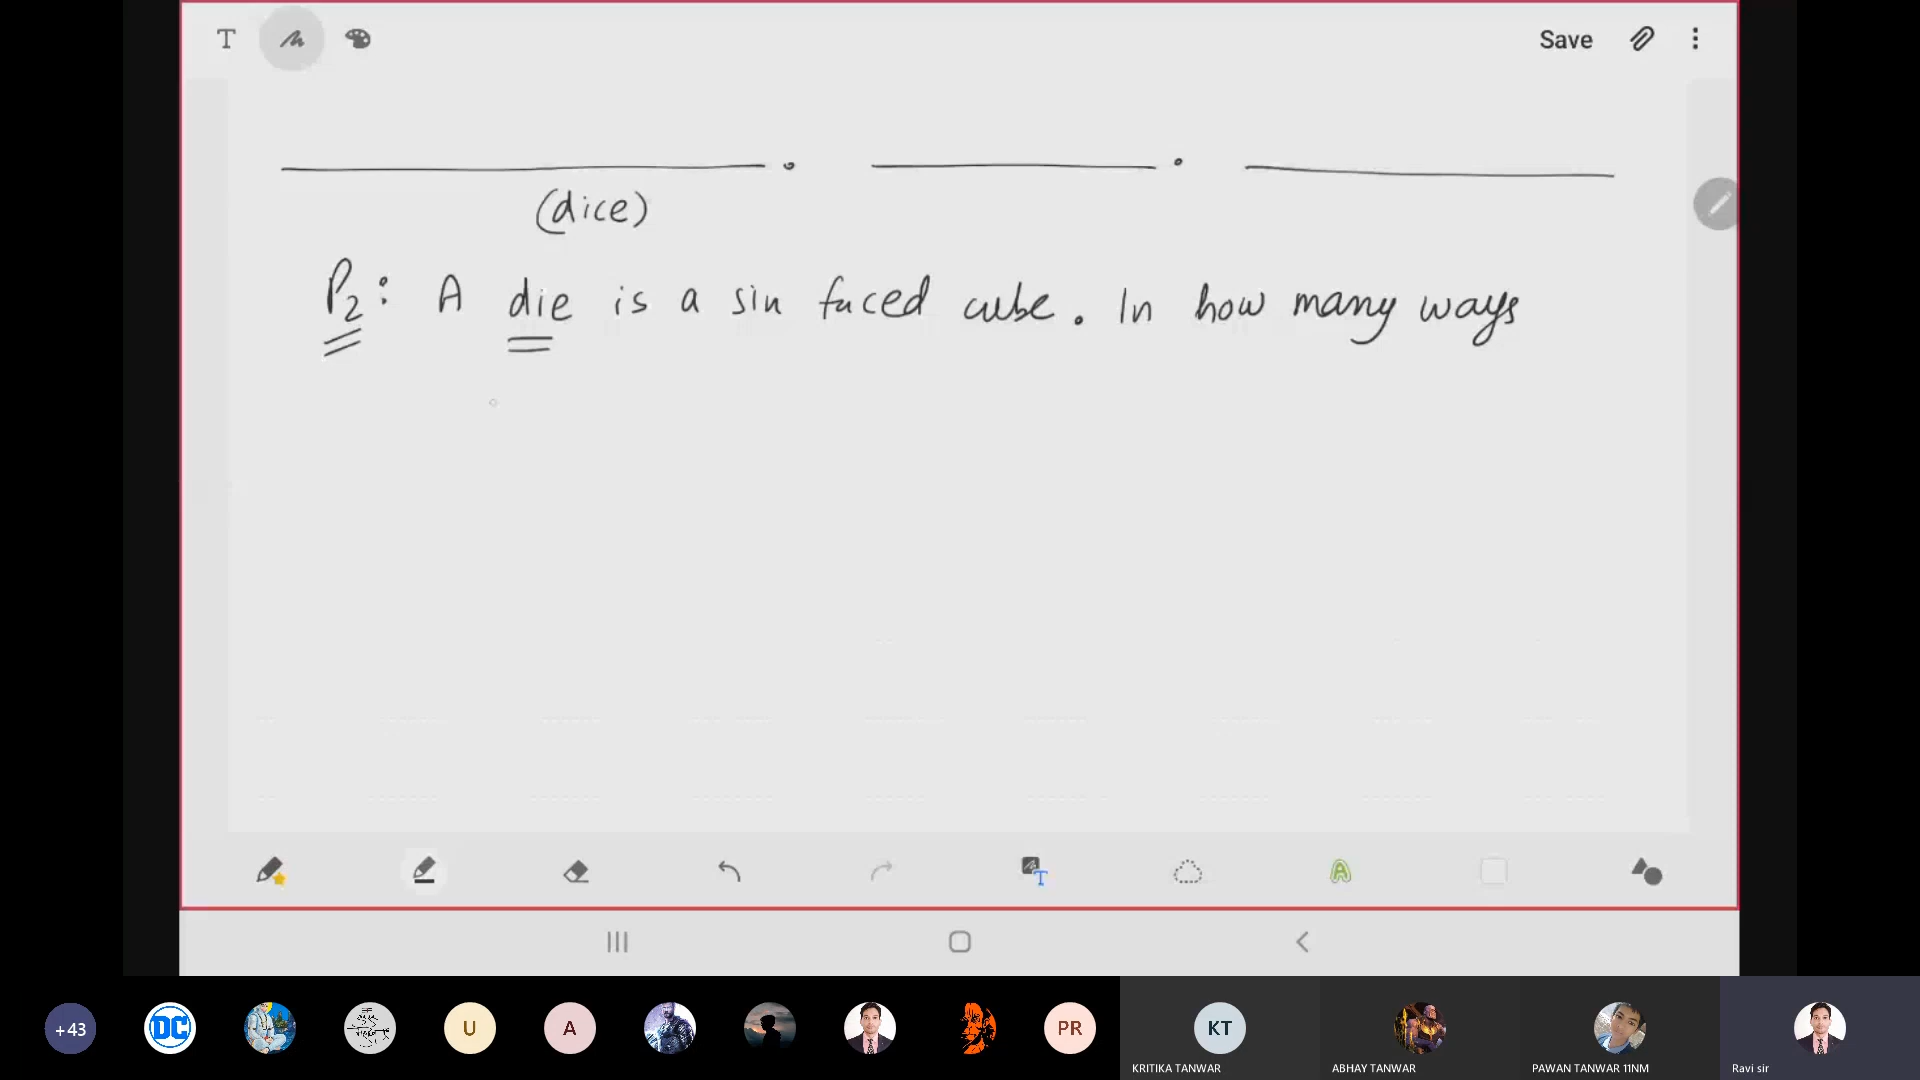 T Save
(dice)
P2: A die is a sin faced cube. In how many ways
T
A
+43 DC U A PR KT
KRITIKA TANWAR ABHAY TANWAR PAWAN TANWAR 11NM Ravi sir